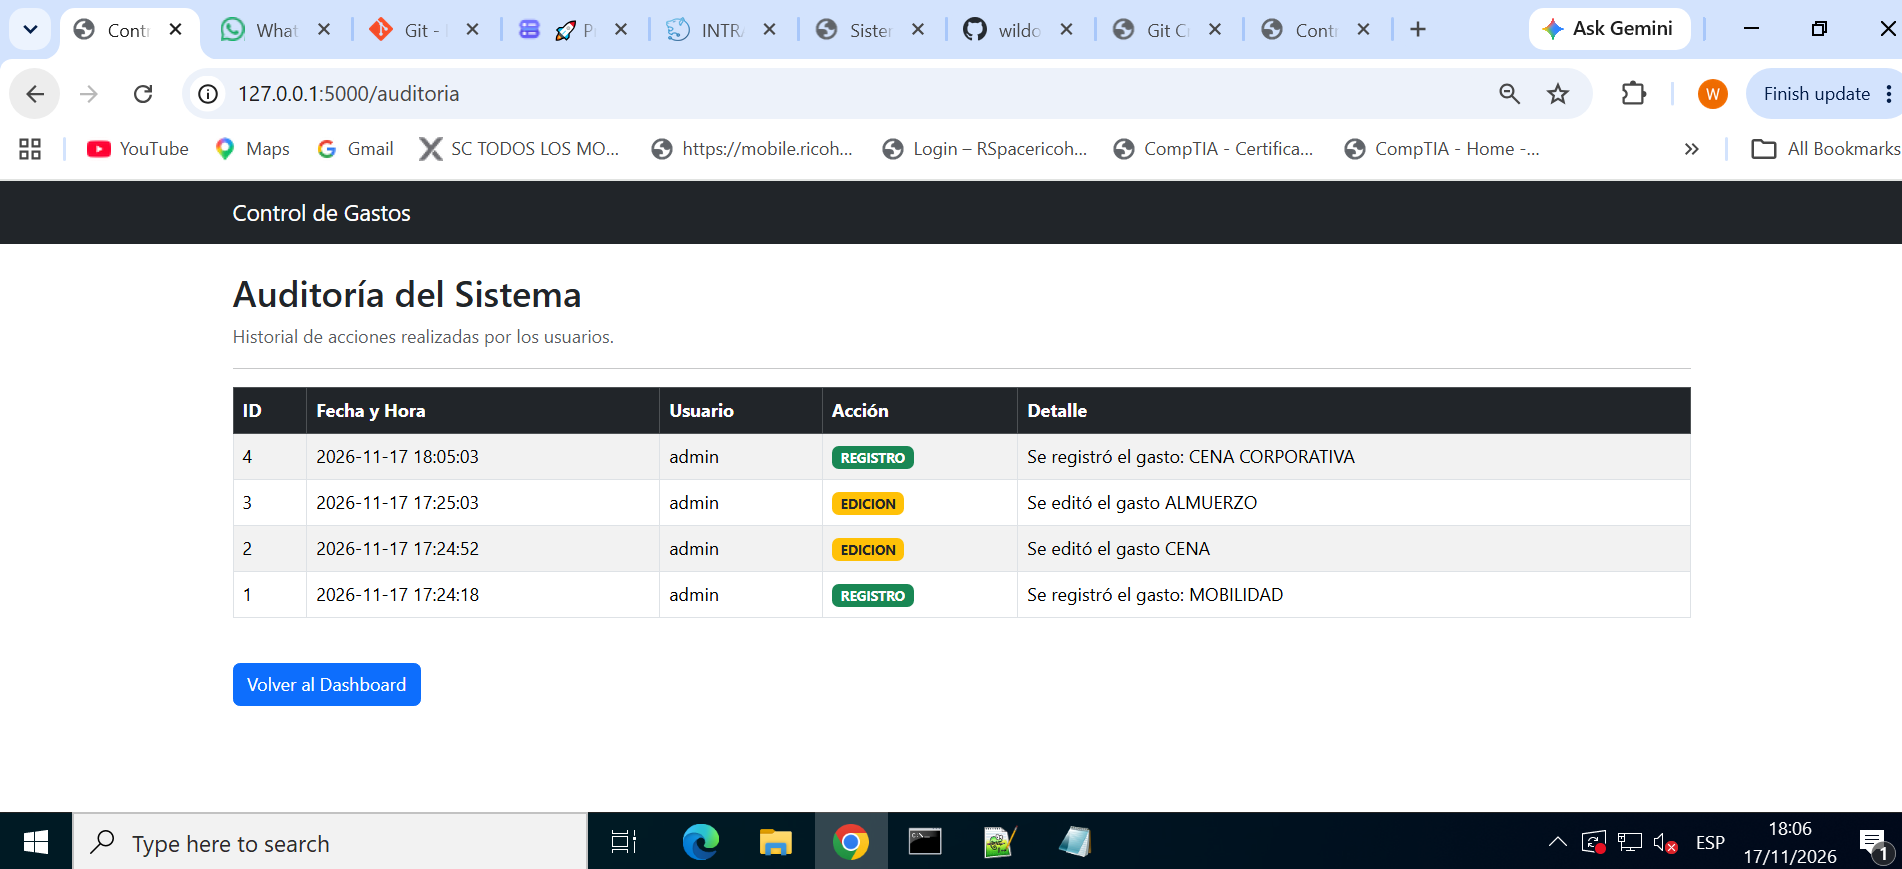 Cont
What
Git -
P
INTR
Sister
wildo
Git C
Cont
Ask Gemini
127.0.0.1:5000/auditoria
W
Finish update
YouTube
Maps
Gmail
SC TODOS LOS MO...
https://mobile.ricoh...
Login – RSpacericoh...
CompTIA - Certifica...
CompTIA - Home -...
All Bookmarks
Control de Gastos
Auditoría del Sistema
Historial de acciones realizadas por los usuarios.
ID Fecha y Hora Usuario Acción Detalle
4 2026-11-17 18:05:03 admin REGISTRO Se registró el gasto: CENA CORPORATIVA
3 2026-11-17 17:25:03 admin EDICION Se editó el gasto ALMUERZO
2 2026-11-17 17:24:52 admin EDICION Se editó el gasto CENA
1 2026-11-17 17:24:18 admin REGISTRO Se registró el gasto: MOBILIDAD
Volver al Dashboard
Type here to search
ESP
18:06
17/11/2026
1